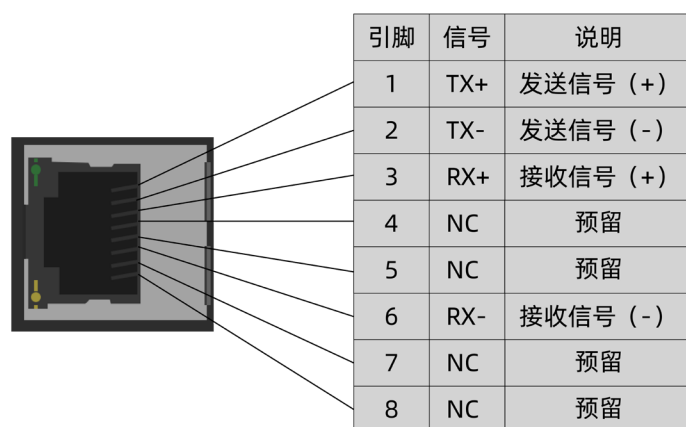 引脚 信号 说明
1 TX+ 发送信号（+）
2 TX- 发送信号（-）
3 RX+ 接收信号（+）
4 NC 预留
5 NC 预留
6 RX- 接收信号（-）
7 NC 预留
8 NC 预留